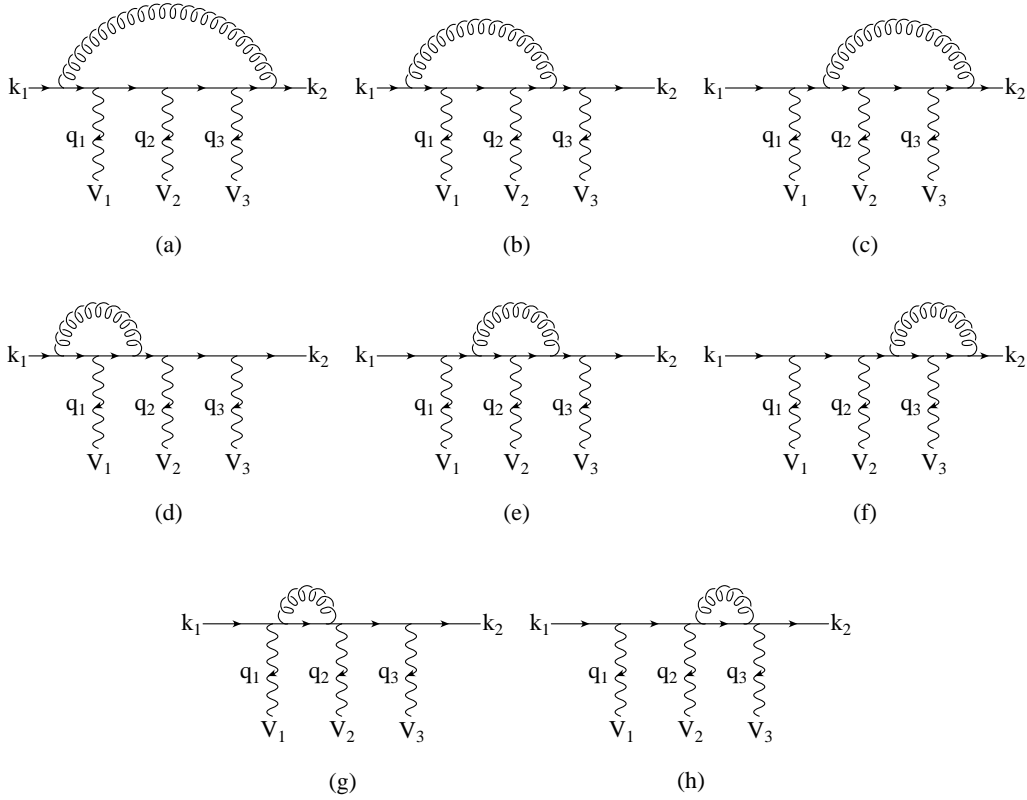 k₁ k₂ k₁ k₂ k₁ k₂
q₁ q₂ q₃ q₁ q₂ q₃ q₁ q₂ q₃
V₁ V₂ V₃ V₁ V₂ V₃ V₁ V₂ V₃
(a) (b) (c)
k₁ k₂ k₁ k₂ k₁ k₂
q₁ q₂ q₃ q₁ q₂ q₃ q₁ q₂ q₃
V₁ V₂ V₃ V₁ V₂ V₃ V₁ V₂ V₃
(d) (e) (f)
k₁ k₂ k₁ k₂
q₁ q₂ q₃ q₁ q₂ q₃
V₁ V₂ V₃ V₁ V₂ V₃
(g) (h)